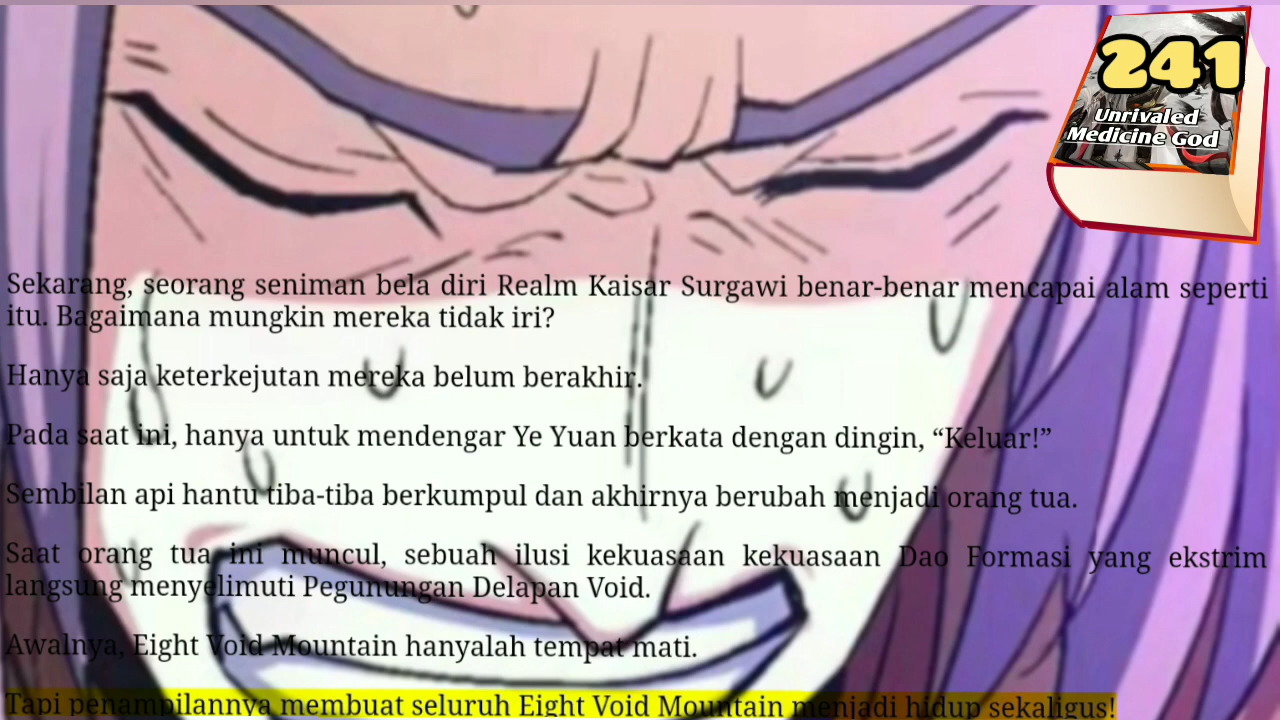 241
Unrivaled
Medicine God
Sekarang, seorang seniman bela diri Realm Kaisar Surgawi benar-benar mencapai alam seperti
itu. Bagaimana mungkin mereka tidak iri?
Hanya saja keterkejutan mereka belum berakhir.
Pada saat ini, hanya untuk mendengar Ye Yuan berkata dengan dingin, “Keluar!”
Sembilan api hantu tiba-tiba berkumpul dan akhirnya berubah menjadi orang tua.
Saat orang tua ini muncul, sebuah ilusi kekuasaan kekuasaan Dao Formasi yang ekstrim
langsung menyelimuti Pegunungan Delapan Void.
Awalnya, Eight Void Mountain hanyalah tempat mati.
Tapi penampilannya membuat seluruh Eight Void Mountain menjadi hidup sekaligus!